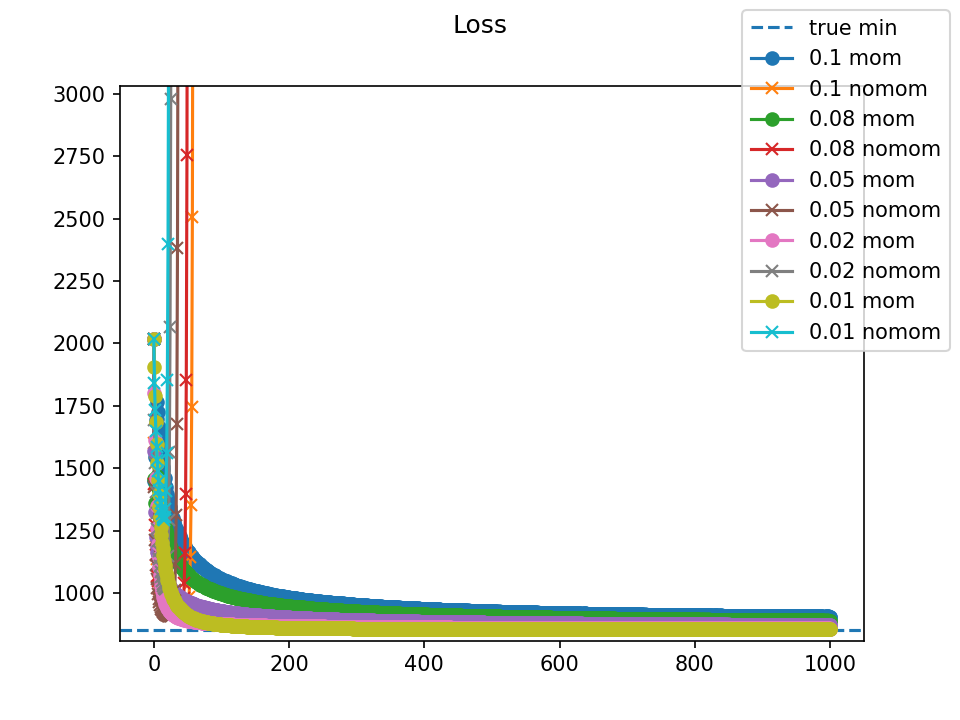 Loss
true min
0.1 mom
0.1 nomom
0.08 mom
0.08 nomom
0.05 mom
0.05 nomom
0.02 mom
0.02 nomom
0.01 mom
0.01 nomom
3000
2750
2500
2250
2000
1750
1500
1250
1000
0 200 400 600 800 1000